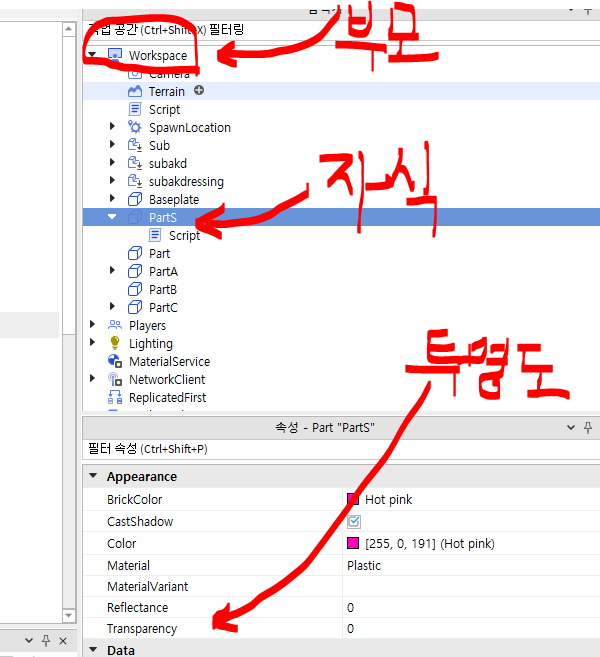 작업 공간 (Ctrl+Shift+X) 필터링
부모
Workspace
Camera
Terrain
Script
SpawnLocation
Sub
subakd
subakdressing
Baseplate
자식
PartS
Script
Part
PartA
PartB
PartC
Players
Lighting
MaterialService
NetworkClient
ReplicatedFirst
투명도
속성 - Part "PartS"
필터 속성 (Ctrl+Shift+P)
Appearance
BrickColor Hot pink
CastShadow
Color [255, 0, 191] (Hot pink)
Material Plastic
MaterialVariant
Reflectance 0
Transparency 0
Data